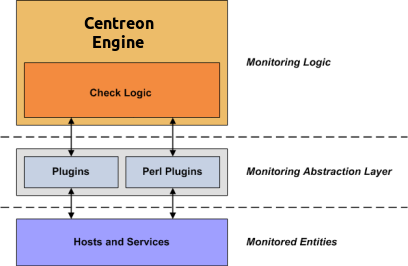 Centreon
Engine
Check Logic
Monitoring Logic
Plugins
Perl Plugins
Monitoring Abstraction Layer
Hosts and Services
Monitored Entities